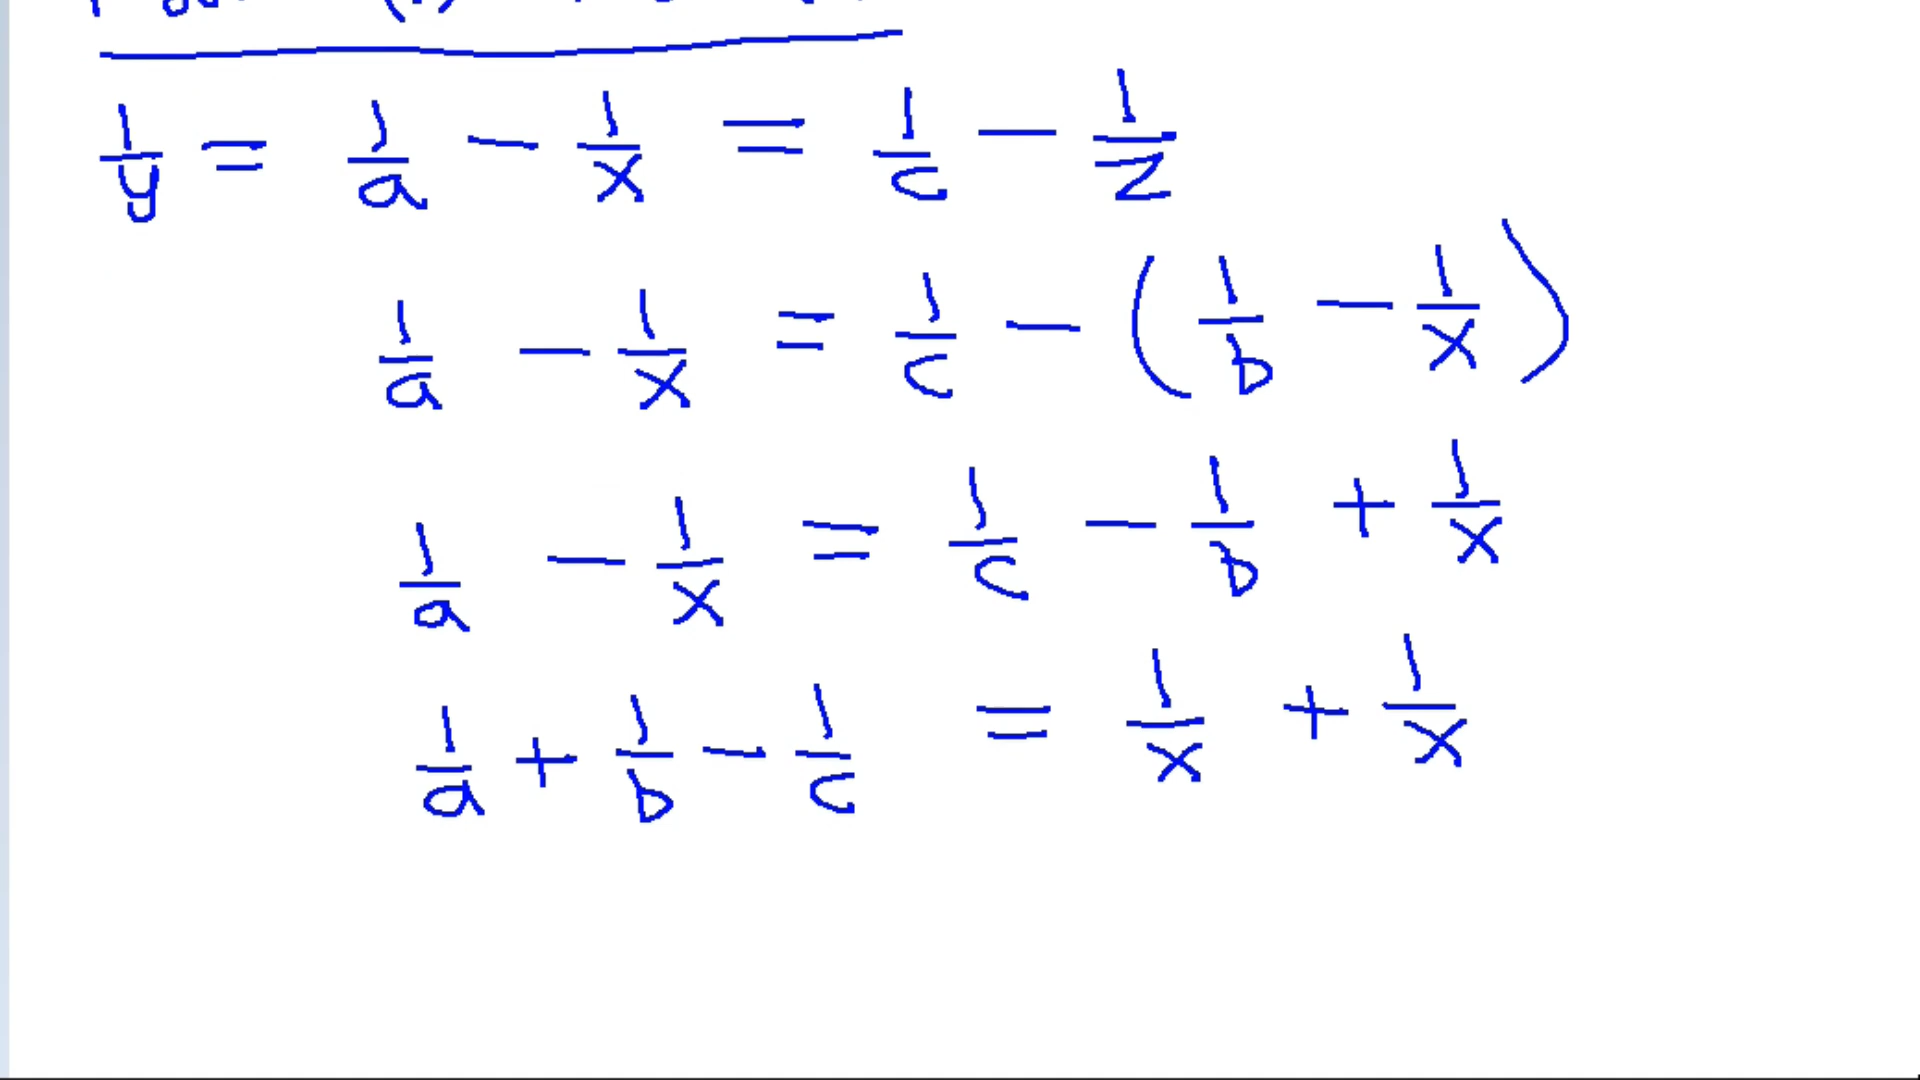 1/y = 1/a - 1/x = 1/c - 1/z
1/a - 1/x = 1/c - (1/b - 1/x)
1/a - 1/x = 1/c - 1/b + 1/x
1/a + 1/b - 1/c = 1/x + 1/x